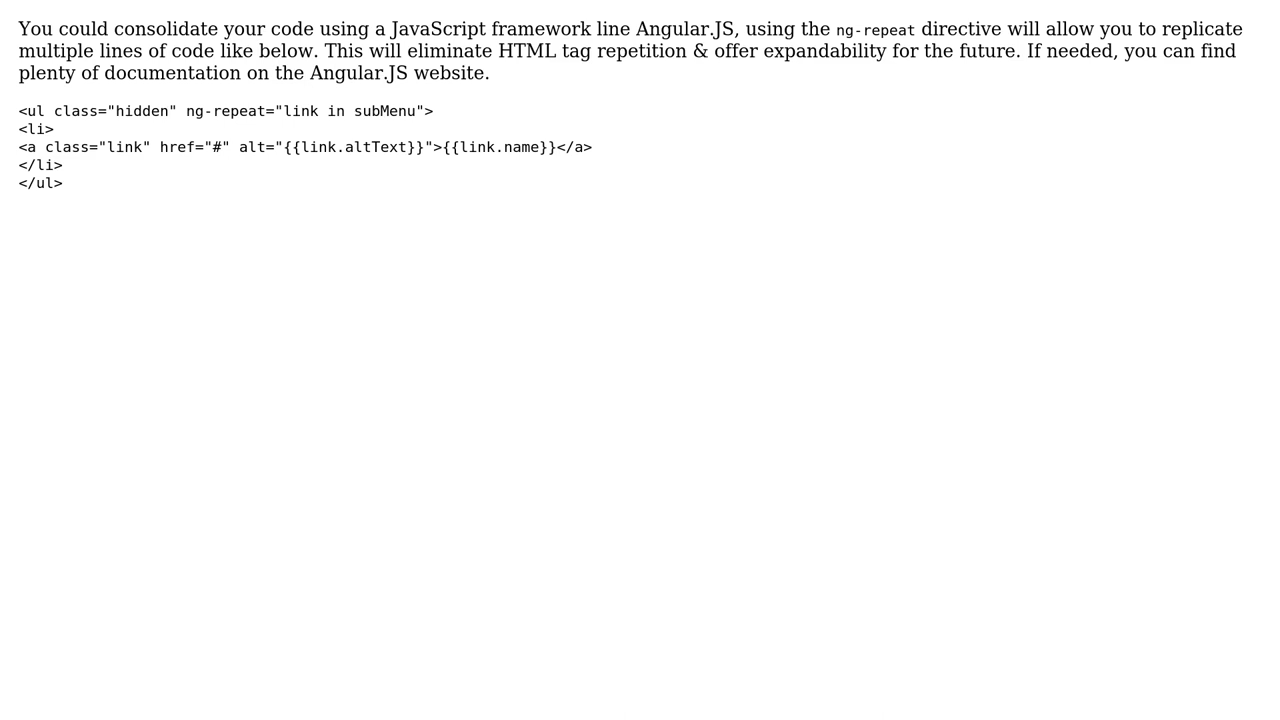 You could consolidate your code using a JavaScript framework line Angular.JS, using the ng-repeat directive will allow you to replicate
multiple lines of code like below. This will eliminate HTML tag repetition & offer expandability for the future. If needed, you can find
plenty of documentation on the Angular.JS website.
<ul class="hidden" ng-repeat="link in subMenu">
<li>
<a class="link" href="#" alt="{{link.altText}}">{{link.name}}</a>
</li>
</ul>